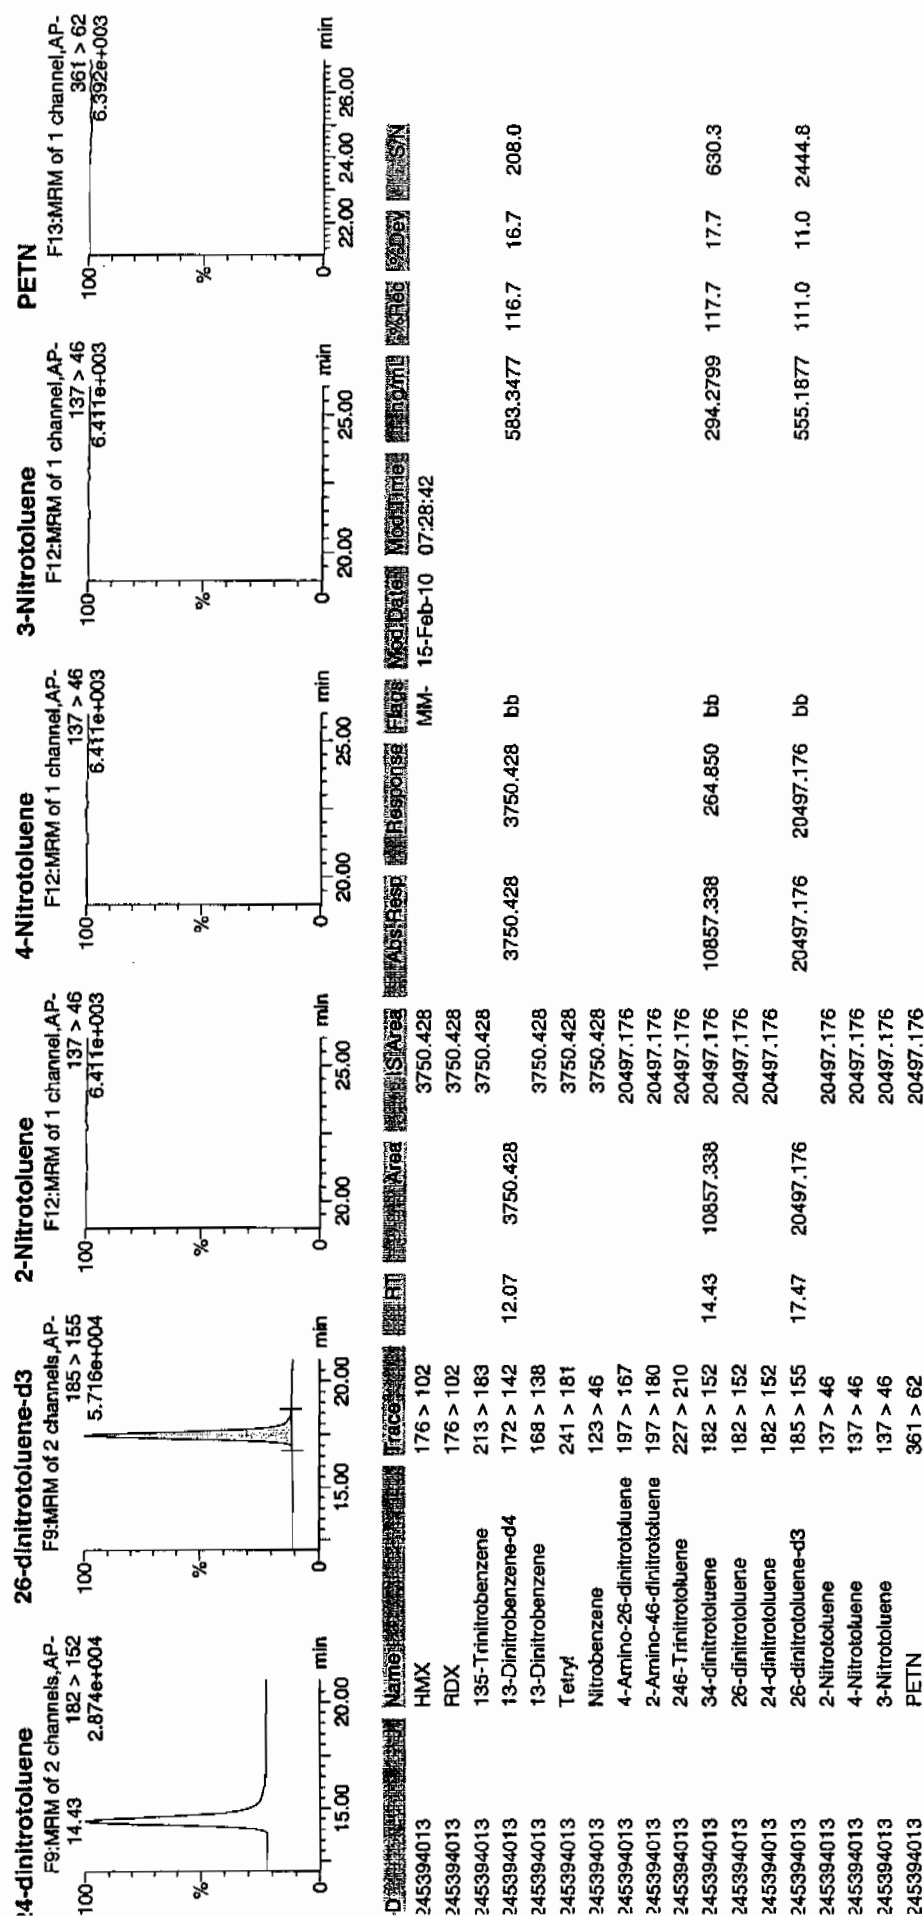 24-dinitrotoluene
F9:MRM of 2 channels,AP-
14.43 182 > 152
2.874e+004
100
%
0
15.00 20.00 min
26-dinitrotoluene-d3
F9:MRM of 2 channels,AP-
185 > 155
5.716e+004
100
%
0
15.00 20.00 min
2-Nitrotoluene
F12:MRM of 1 channel,AP-
137 > 46
6.411e+003
100
%
0
20.00 25.00 min
4-Nitrotoluene
F12:MRM of 1 channel,AP-
137 > 46
6.411e+003
100
%
0
20.00 25.00 min
3-Nitrotoluene
F12:MRM of 1 channel,AP-
137 > 46
6.411e+003
100
%
0
20.00 25.00 min
PETN
F13:MRM of 1 channel,AP-
361 > 62
6.392e+003
100
%
0
22.00 24.00 26.00 min
Name Trace RT Area IS Area Abs.Resp Response Flags Mod.Date Mod.Time ng/mL %Rec %Dev S/N
245394013 HMX 176 > 102 3750.428 MM- 15-Feb-10 07:28:42
245394013 RDX 176 > 102 3750.428
245394013 135-Trinitrobenzene 213 > 183 3750.428
245394013 13-Dinitrobenzene-d4 172 > 142 12.07 3750.428 3750.428 3750.428 bb 583.3477 116.7 16.7 208.0
245394013 13-Dinitrobenzene 168 > 138 3750.428
245394013 Tetryl 241 > 181 3750.428
245394013 Nitrobenzene 123 > 46 3750.428
245394013 4-Amino-26-dinitrotoluene 197 > 167 20497.176
245394013 2-Amino-46-dinitrotoluene 197 > 180 20497.176
245394013 246-Trinitrotoluene 227 > 210 20497.176
245394013 34-dinitrotoluene 182 > 152 14.43 10857.338 20497.176 10857.338 264.850 bb 294.2799 117.7 17.7 630.3
245394013 26-dinitrotoluene 182 > 152 20497.176
245394013 24-dinitrotoluene 182 > 152 20497.176
245394013 26-dinitrotoluene-d3 185 > 155 17.47 20497.176 20497.176 20497.176 bb 555.1877 111.0 11.0 2444.8
245394013 2-Nitrotoluene 137 > 46 20497.176
245394013 4-Nitrotoluene 137 > 46 20497.176
245394013 3-Nitrotoluene 137 > 46 20497.176
245394013 PETN 361 > 62 20497.176